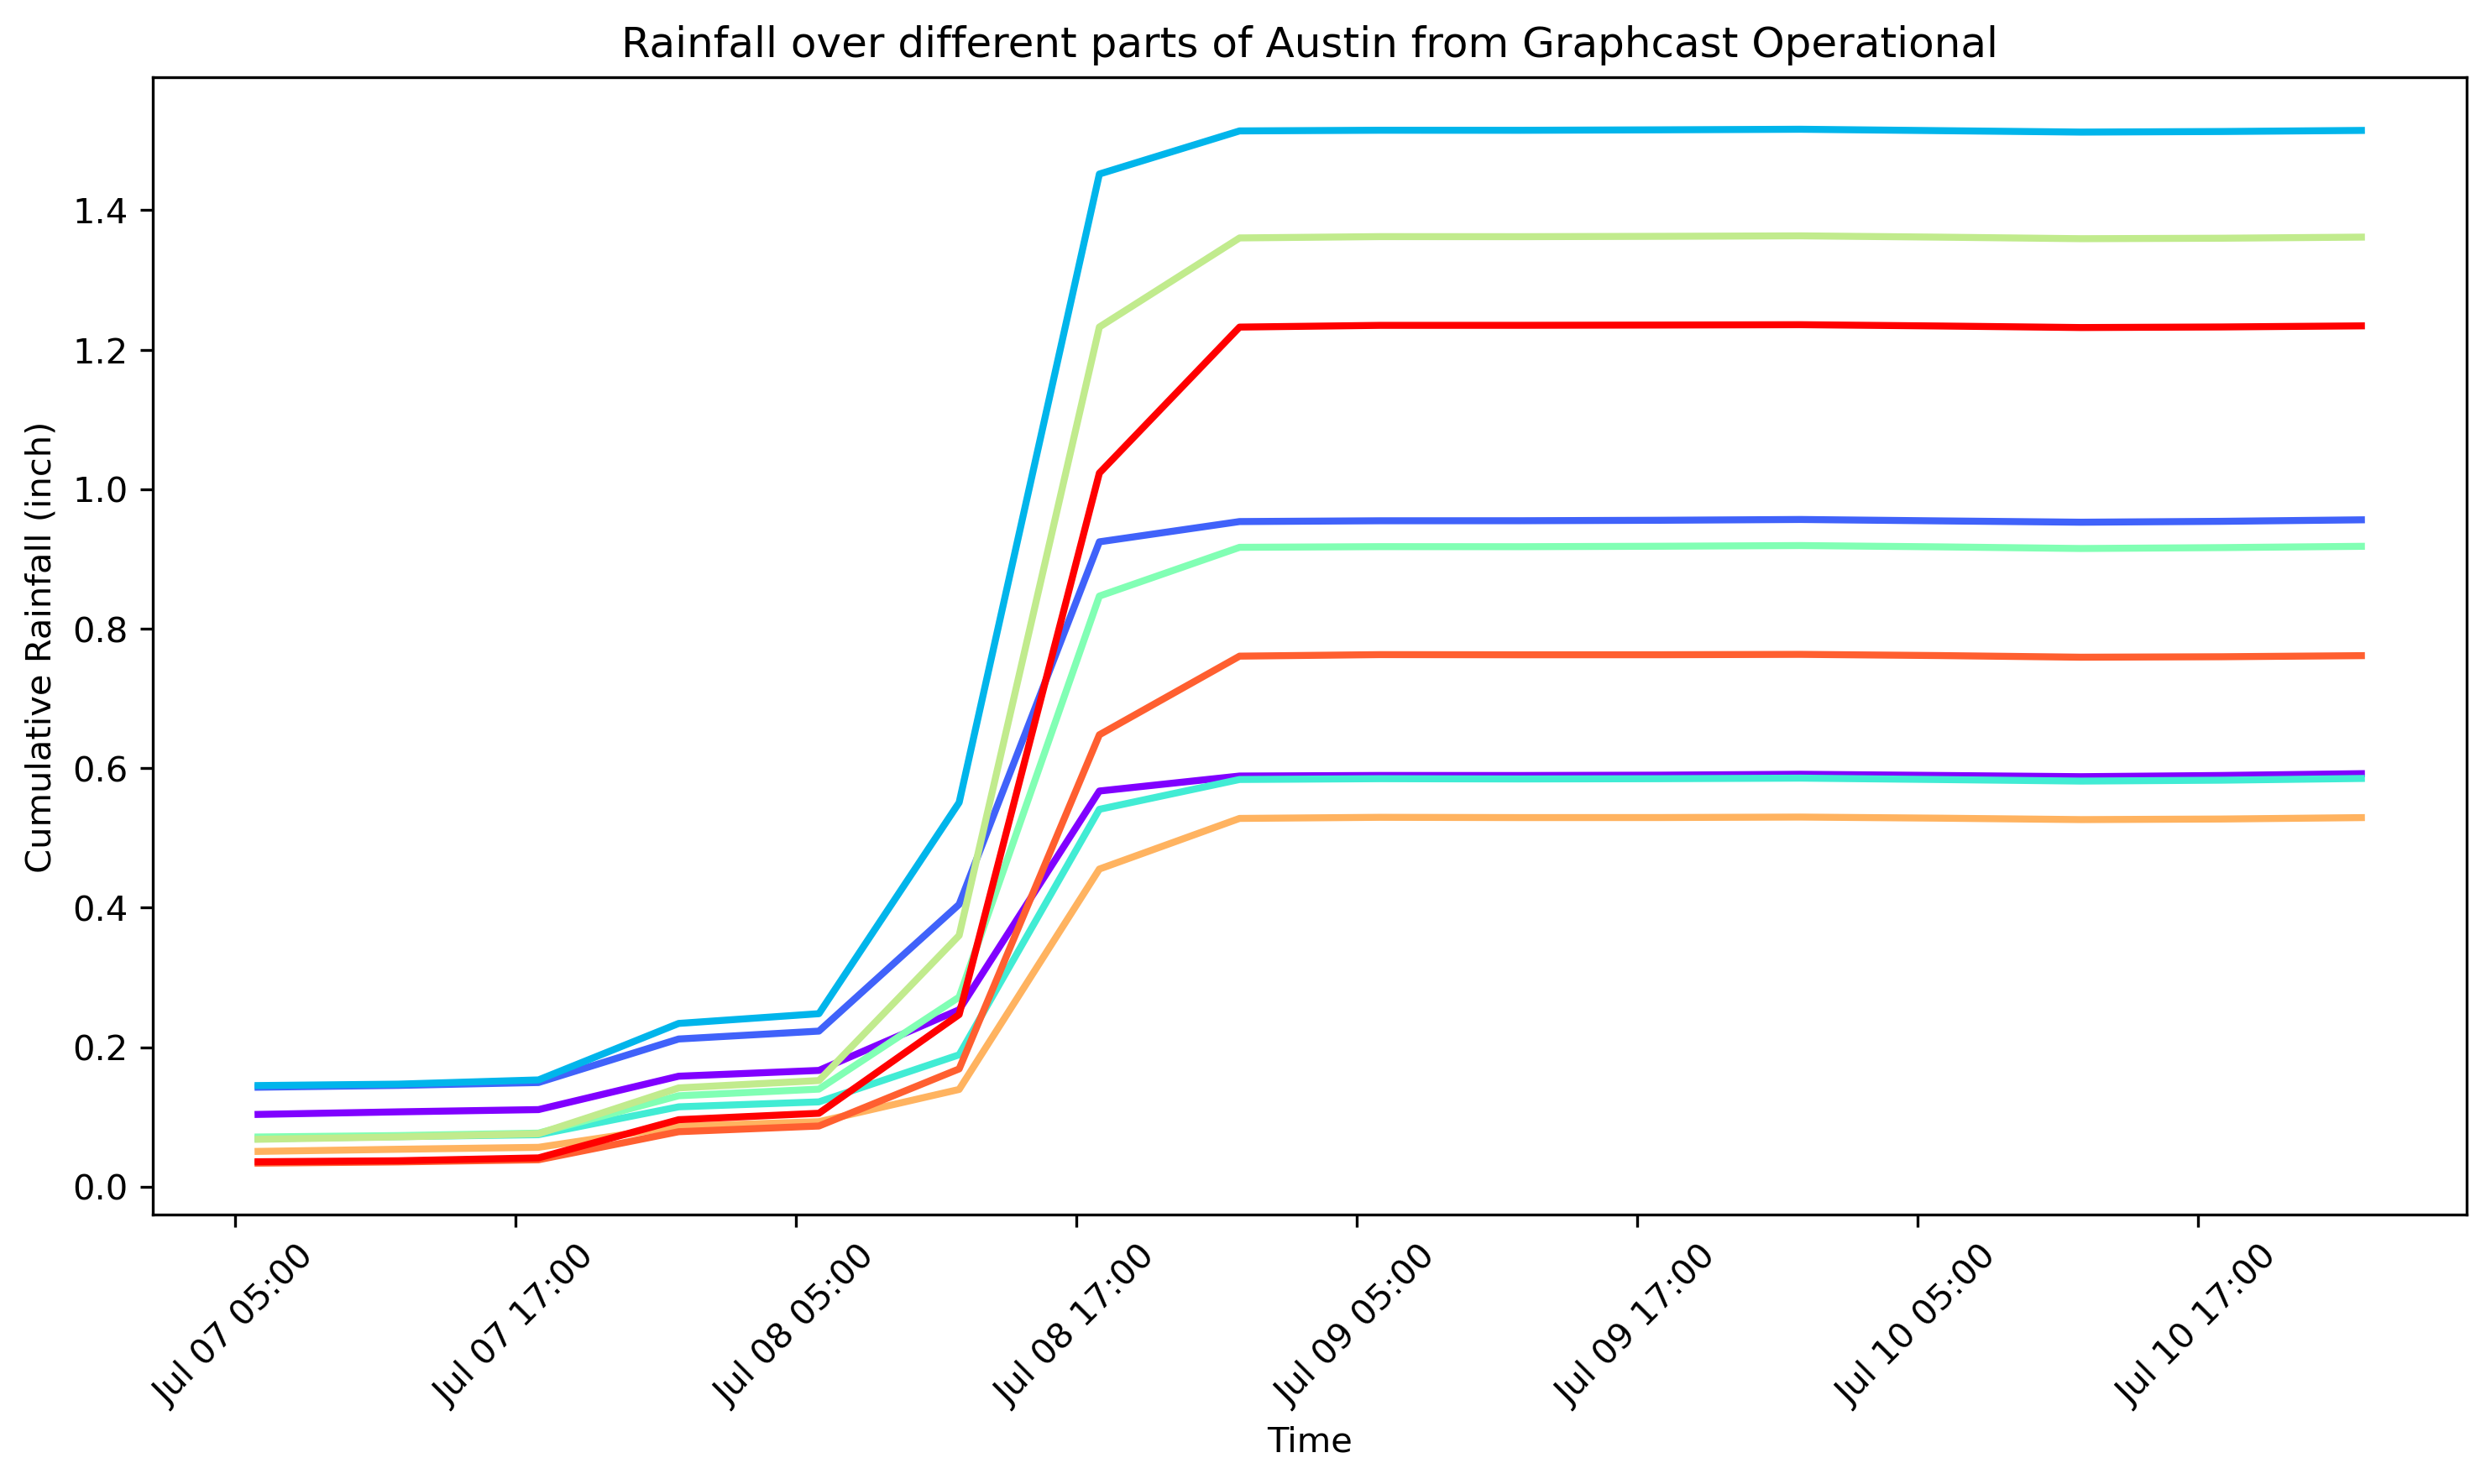 Rainfall over different parts of Austin from Graphcast Operational
Cumulative Rainfall (inch)
1.4
1.2
1.0
0.8
0.6
0.4
0.2
0.0
Jul 07 05:00
Jul 07 17:00
Jul 08 05:00
Jul 08 17:00
Jul 09 05:00
Jul 09 17:00
Jul 10 05:00
Jul 10 17:00
Time